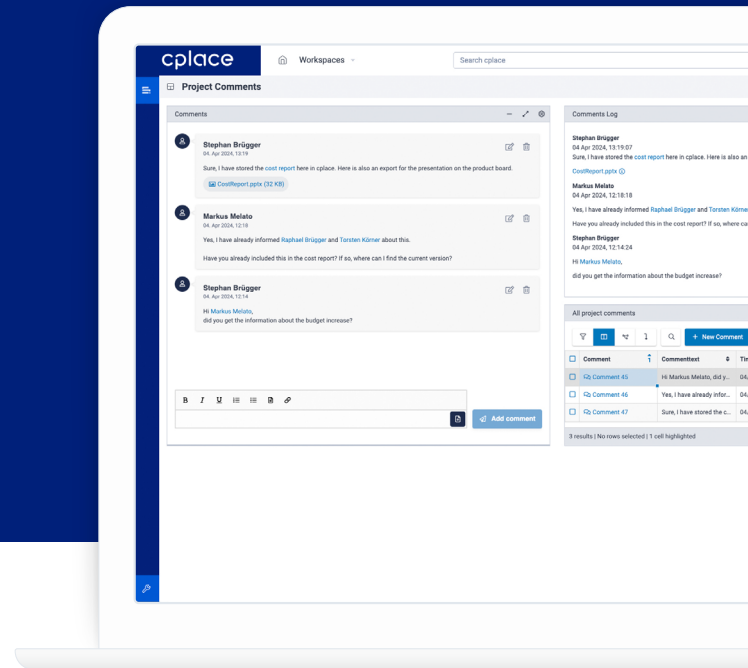 cplace
Workspaces
Search cplace
Project Comments
Comments
Stephan Brügger
04. Apr 2024, 13:19
Sure, I have stored the cost report here in cplace. Here is also an export for the presentation on the product board.
CostReport.pptx (32 KB)
Markus Melato
04. Apr 2024, 12:18
Yes, I have already informed Raphael Brügger and Torsten Körner about this.
Have you already included this in the cost report? If so, where can I find the current version?
Stephan Brügger
04. Apr 2024, 12:14
Hi Markus Melato,
did you get the information about the budget increase?
B I U
Add comment
Comments Log
Stephan Brügger
04 Apr 2024, 13:19:07
Sure, I have stored the cost report here in cplace. Here is also an
CostReport.pptx
Markus Melato
04 Apr 2024, 12:18:18
Yes, I have already informed Raphael Brügger and Torsten Körner
Have you already included this in the cost report? If so, where ca
Stephan Brügger
04 Apr 2024, 12:14:24
Hi Markus Melato,
did you get the information about the budget increase?
All project comments
+ New Comment
Comment 1 Commenttext Tim
Comment 45 Hi Markus Melato, did y... 04.
Comment 46 Yes, I have already infor... 04.
Comment 47 Sure, I have stored the c... 04.
3 results | No rows selected | 1 cell highlighted